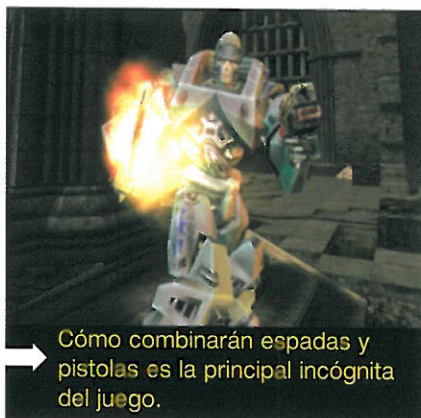 Cómo combinarán espadas y
pistolas es la principal incógnita
del juego.